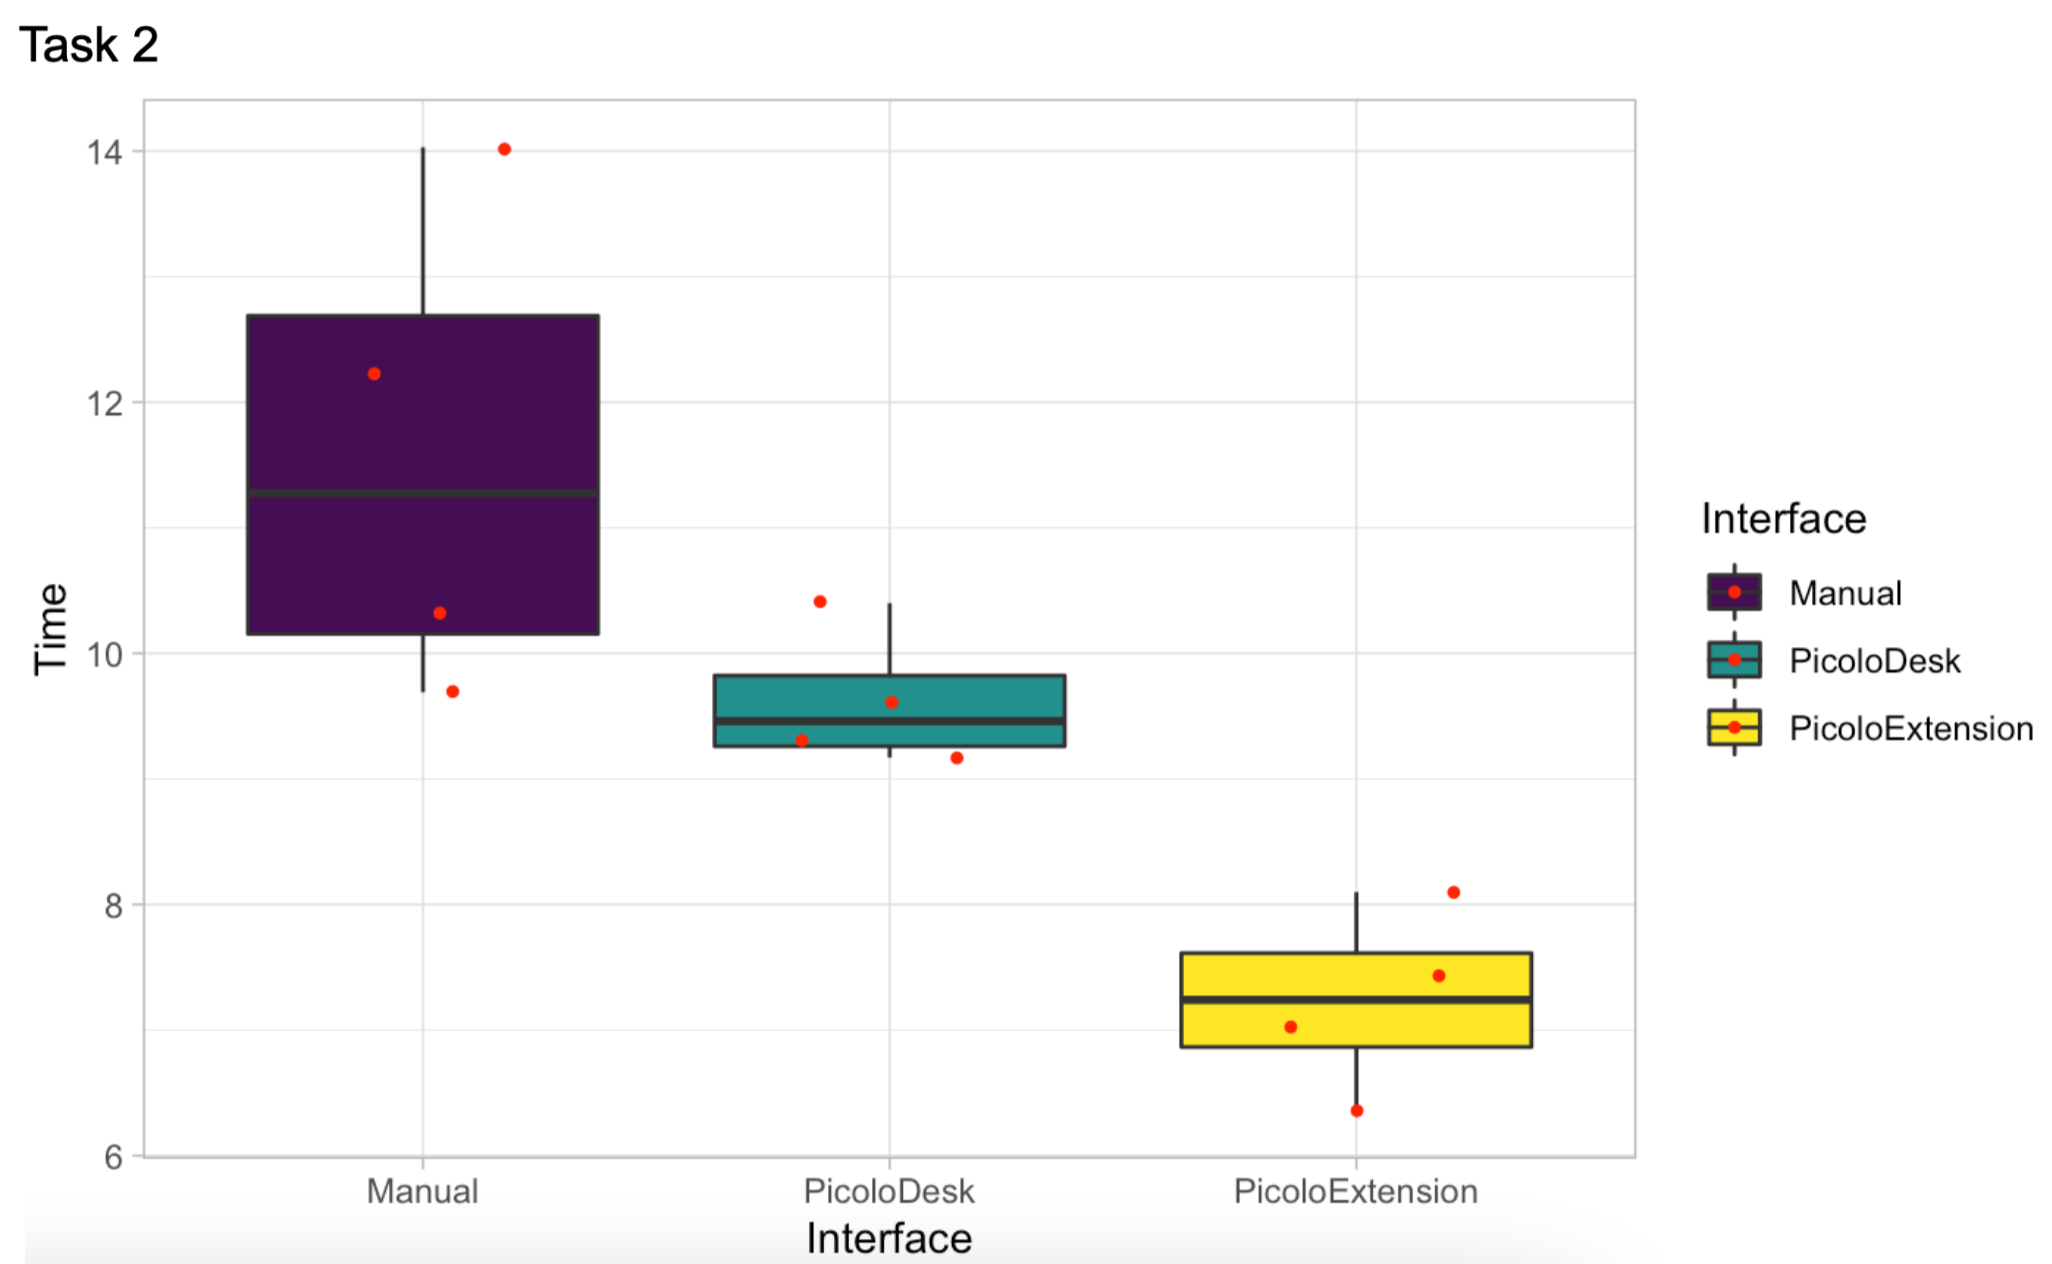 Task 2
14
12
10
8
6
Time
Manual
PicoloDesk
PicoloExtension
Interface
Interface
Manual
PicoloDesk
PicoloExtension